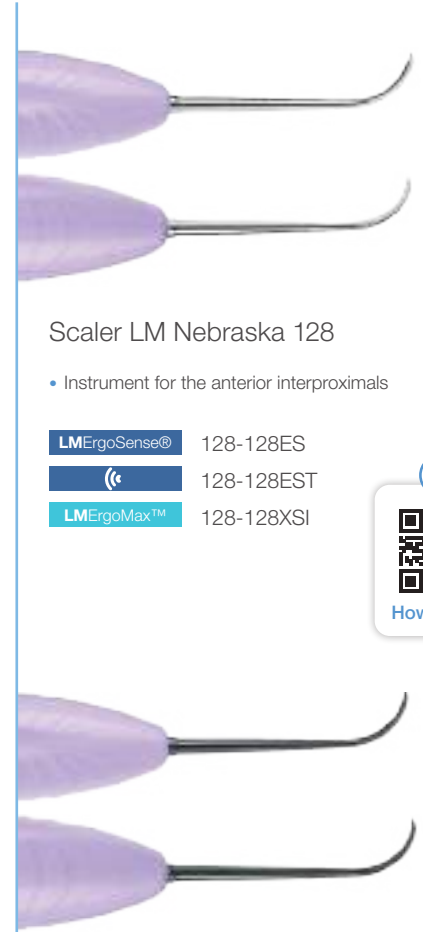 Scaler LM Nebraska 128
• Instrument for the anterior interproximals
LMErgoSense® 128-128ES
128-128EST
LMErgoMax™ 128-128XSI
How